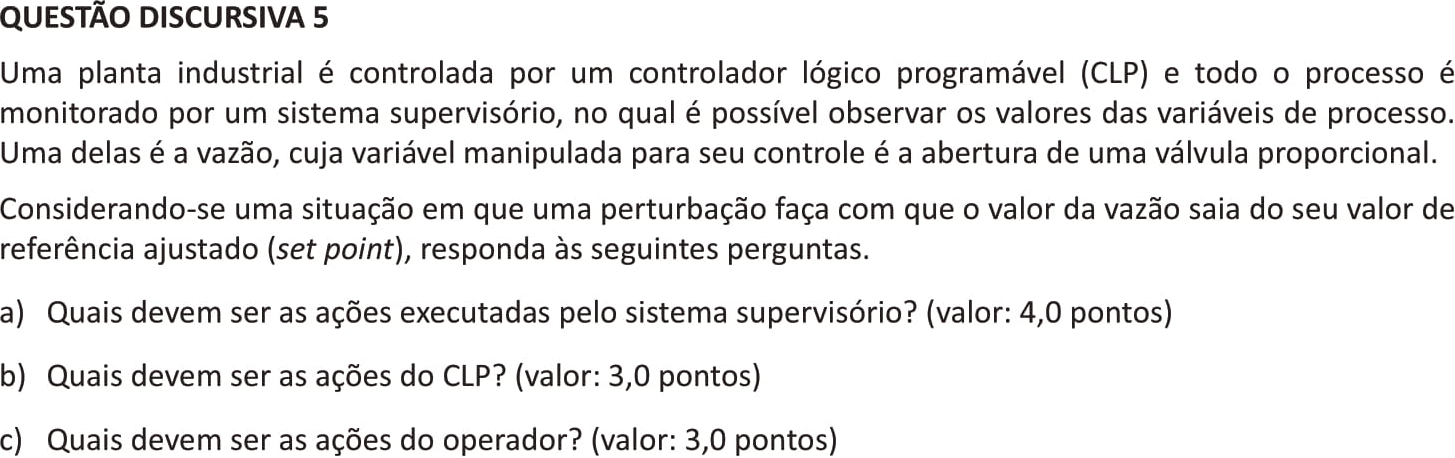 QUESTÃO DISCURSIVA 5
Uma planta industrial é controlada por um controlador lógico programável (CLP) e todo o processo é
monitorado por um sistema supervisório, no qual é possível observar os valores das variáveis de processo.
Uma delas é a vazão, cuja variável manipulada para seu controle é a abertura de uma válvula proporcional.
Considerando-se uma situação em que uma perturbação faça com que o valor da vazão saia do seu valor de
referência ajustado (set point), responda às seguintes perguntas.
a) Quais devem ser as ações executadas pelo sistema supervisório? (valor: 4,0 pontos)
b) Quais devem ser as ações do CLP? (valor: 3,0 pontos)
c) Quais devem ser as ações do operador? (valor: 3,0 pontos)